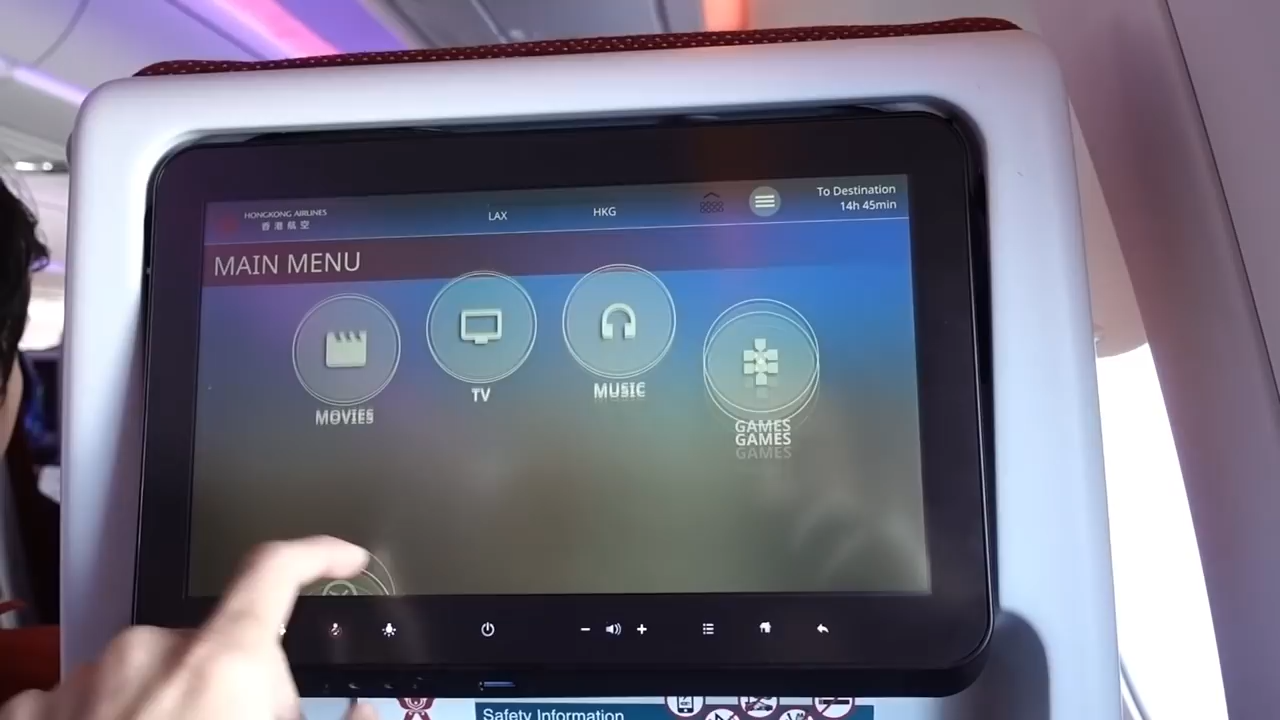 HONGKONG AIRLINES
香港航空
LAX
HKG
To Destination
14h 45min
MAIN MENU
MOVIES
TV
MUSIC
GAMES
GAMES
GAMES
Safety Information